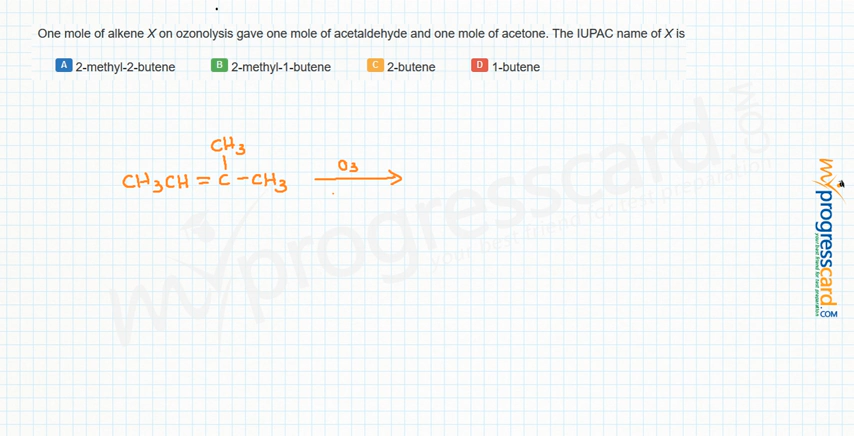 One mole of alkene X on ozonolysis gave one mole of acetaldehyde and one mole of acetone. The IUPAC name of X is
A 2-methyl-2-butene B 2-methyl-1-butene C 2-butene D 1-butene
CH3
O3
CH3CH = C – CH3
myprogresscard.COM
myprogresscard
.COM